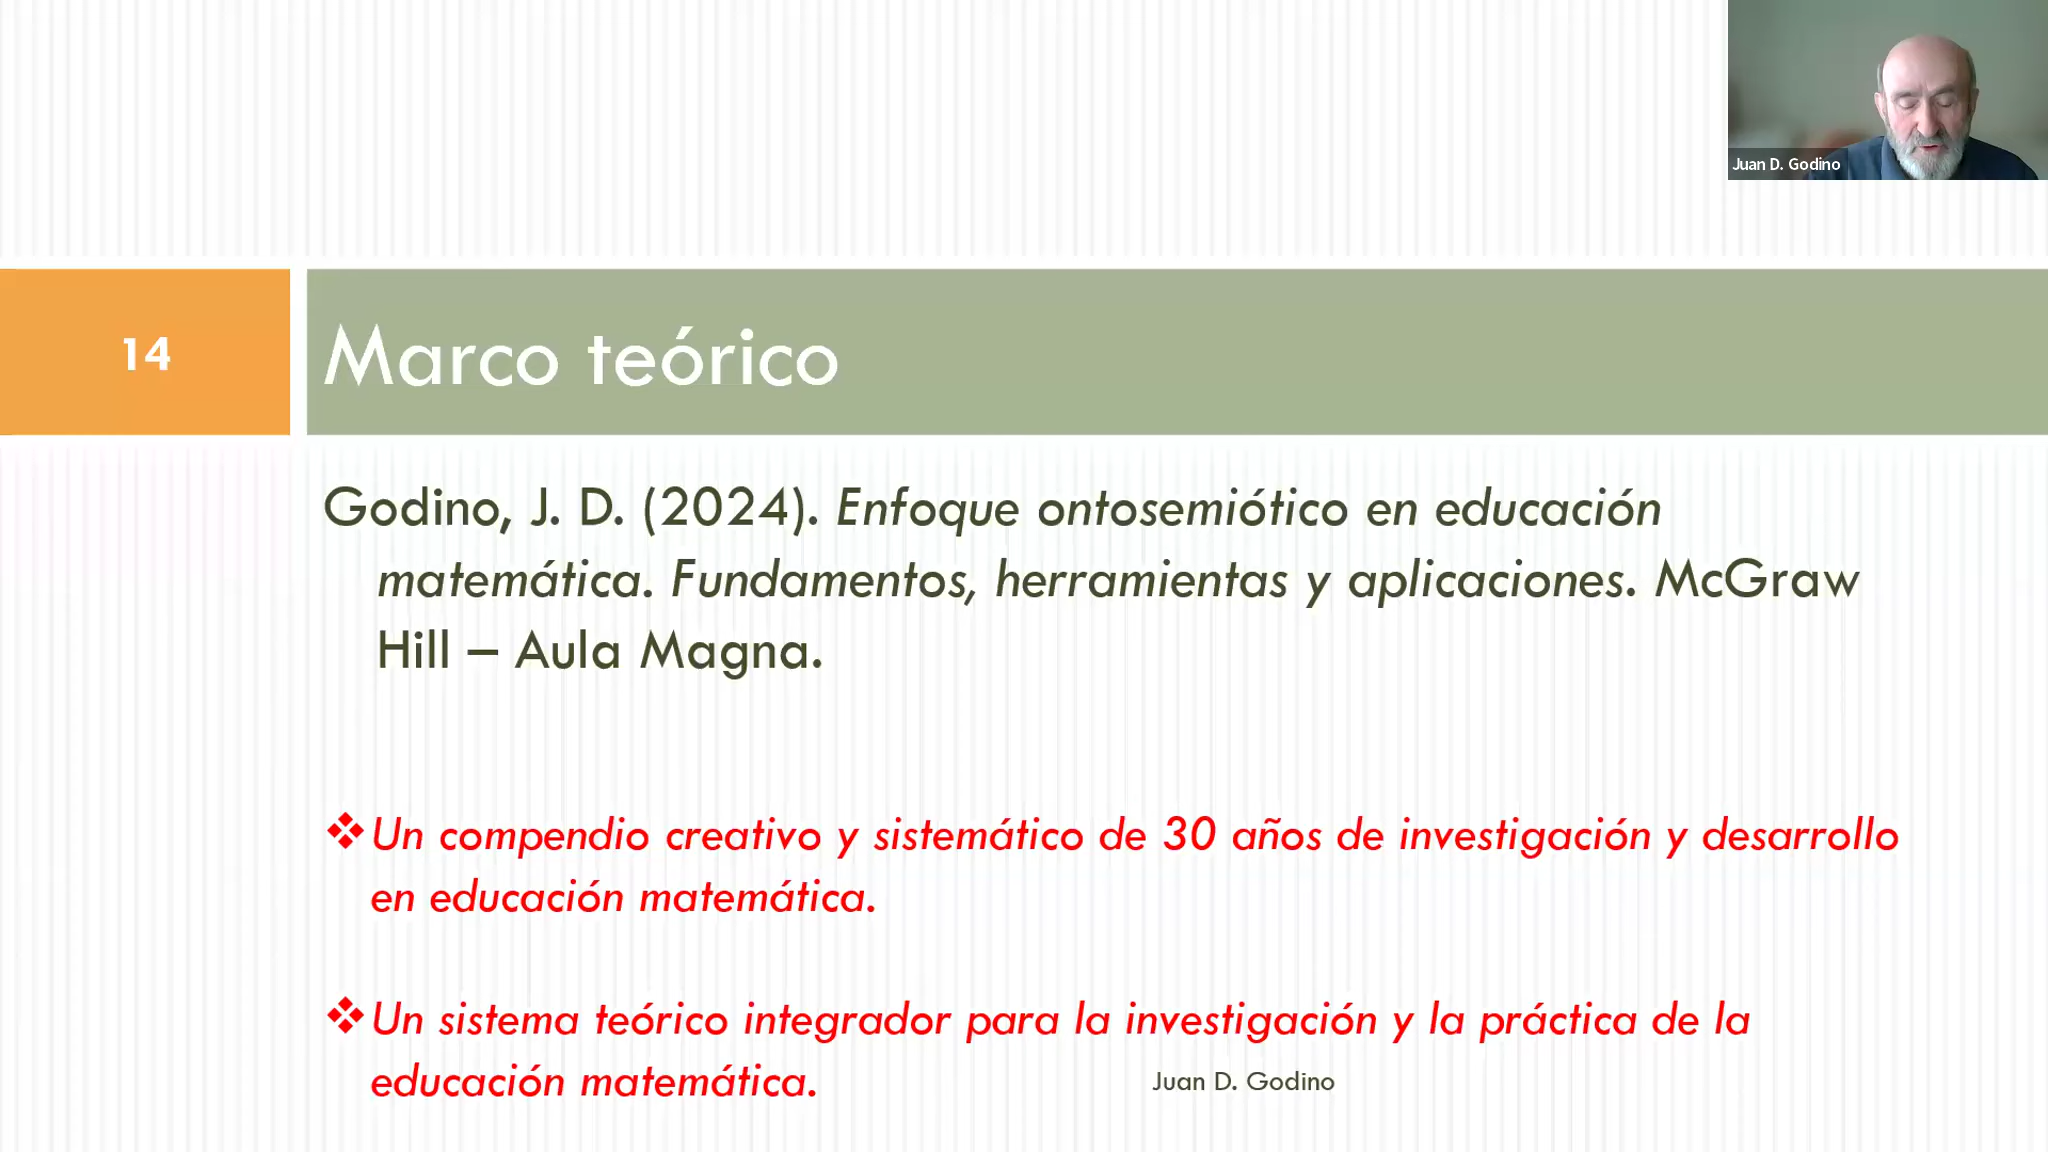 Juan D. Godino
14
Marco teórico
Godino, J. D. (2024). Enfoque ontosemiótico en educación
matemática. Fundamentos, herramientas y aplicaciones. McGraw
Hill – Aula Magna.
❖Un compendio creativo y sistemático de 30 años de investigación y desarrollo
en educación matemática.
❖Un sistema teórico integrador para la investigación y la práctica de la
educación matemática.
Juan D. Godino